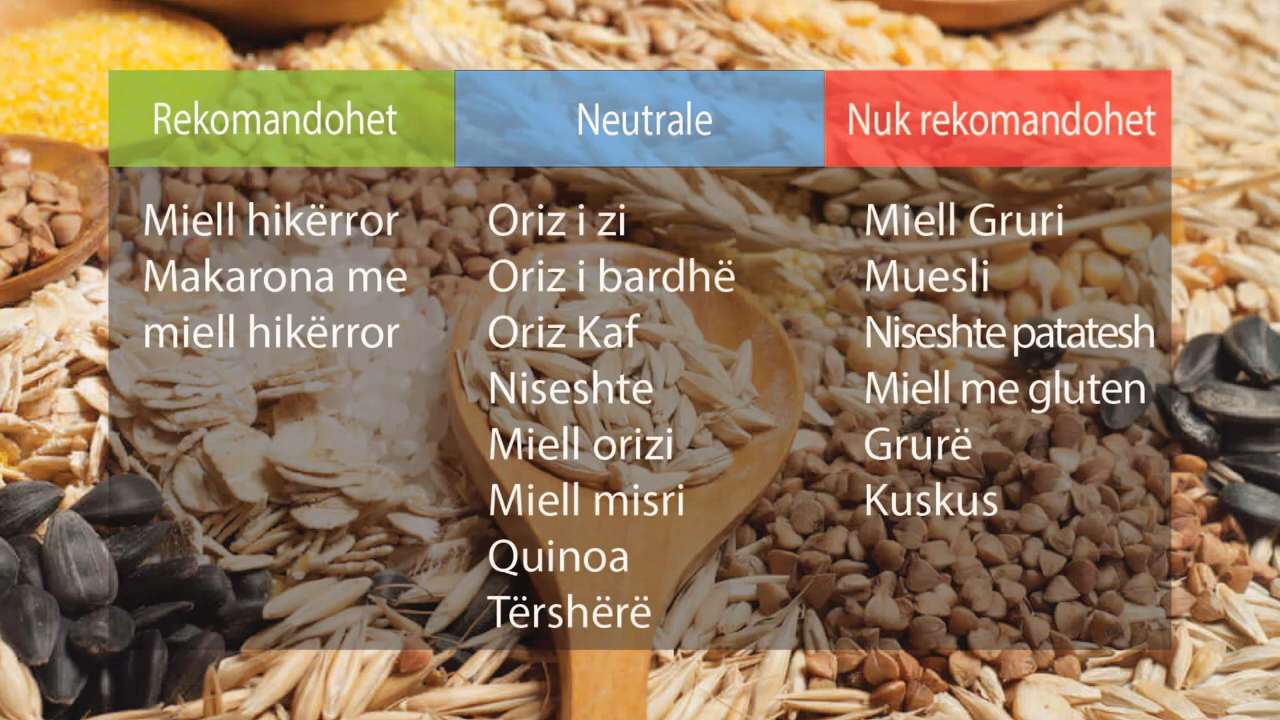 Rekomandohet
Neutrale
Nuk rekomandohet
Miell hikërror
Makarona me
miell hikërror
Oriz i zi
Oriz i bardhë
Oriz Kaf
Niseshte
Miell orizi
Miell misri
Quinoa
Tërshërë
Miell Gruri
Muesli
Niseshte patatesh
Miell me gluten
Grurë
Kuskus